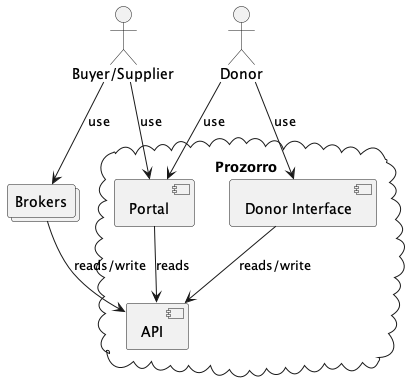 Buyer/Supplier
Donor
use
use
use
use
Prozorro
Brokers
Portal
Donor Interface
reads/write
reads
reads/write
API